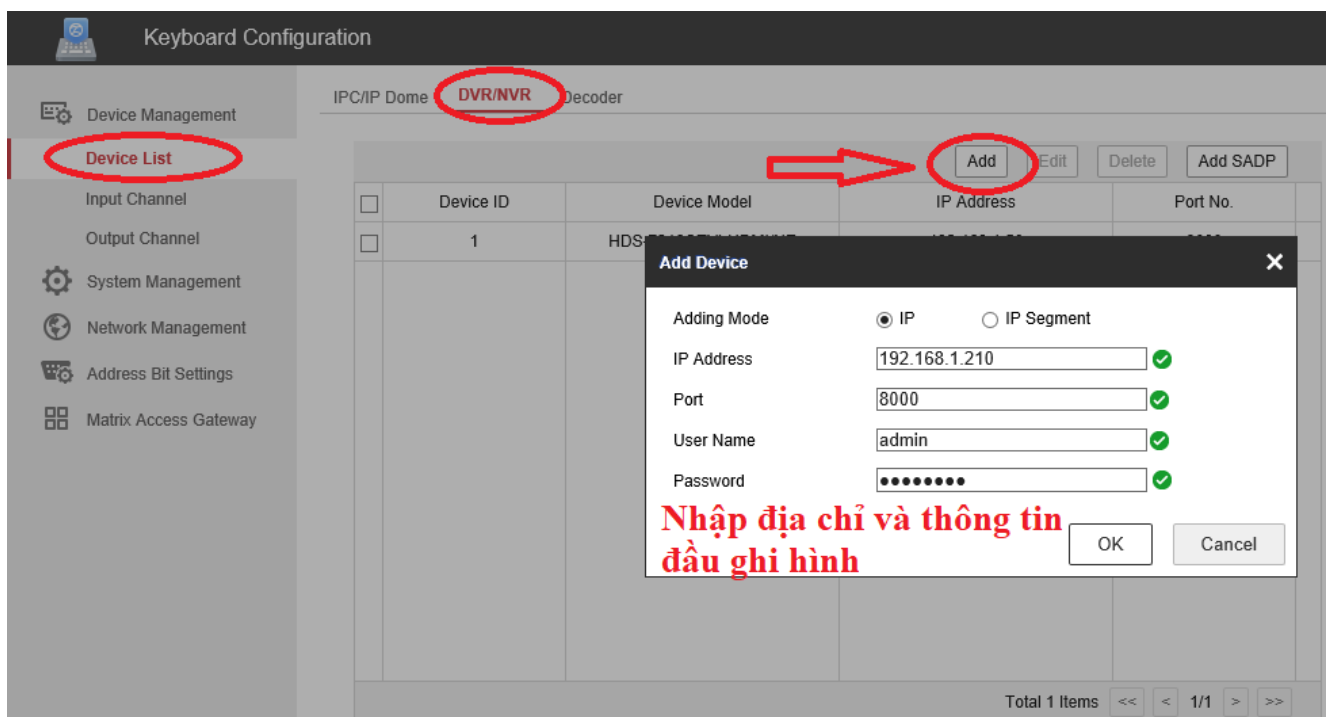 Keyboard Configuration
Device Management
Device List
Input Channel
Output Channel
System Management
Network Management
Address Bit Settings
Matrix Access Gateway
IPC/IP Dome DVR/NVR Decoder
Add Edit Delete Add SADP
Device ID Device Model IP Address Port No.
1
Add Device
Adding Mode IP IP Segment
IP Address 192.168.1.210
Port 8000
User Name admin
Password ●●●●●●●●
Nhập địa chỉ và thông tin
đầu ghi hình
OK Cancel
Total 1 Items << < 1/1 > >>